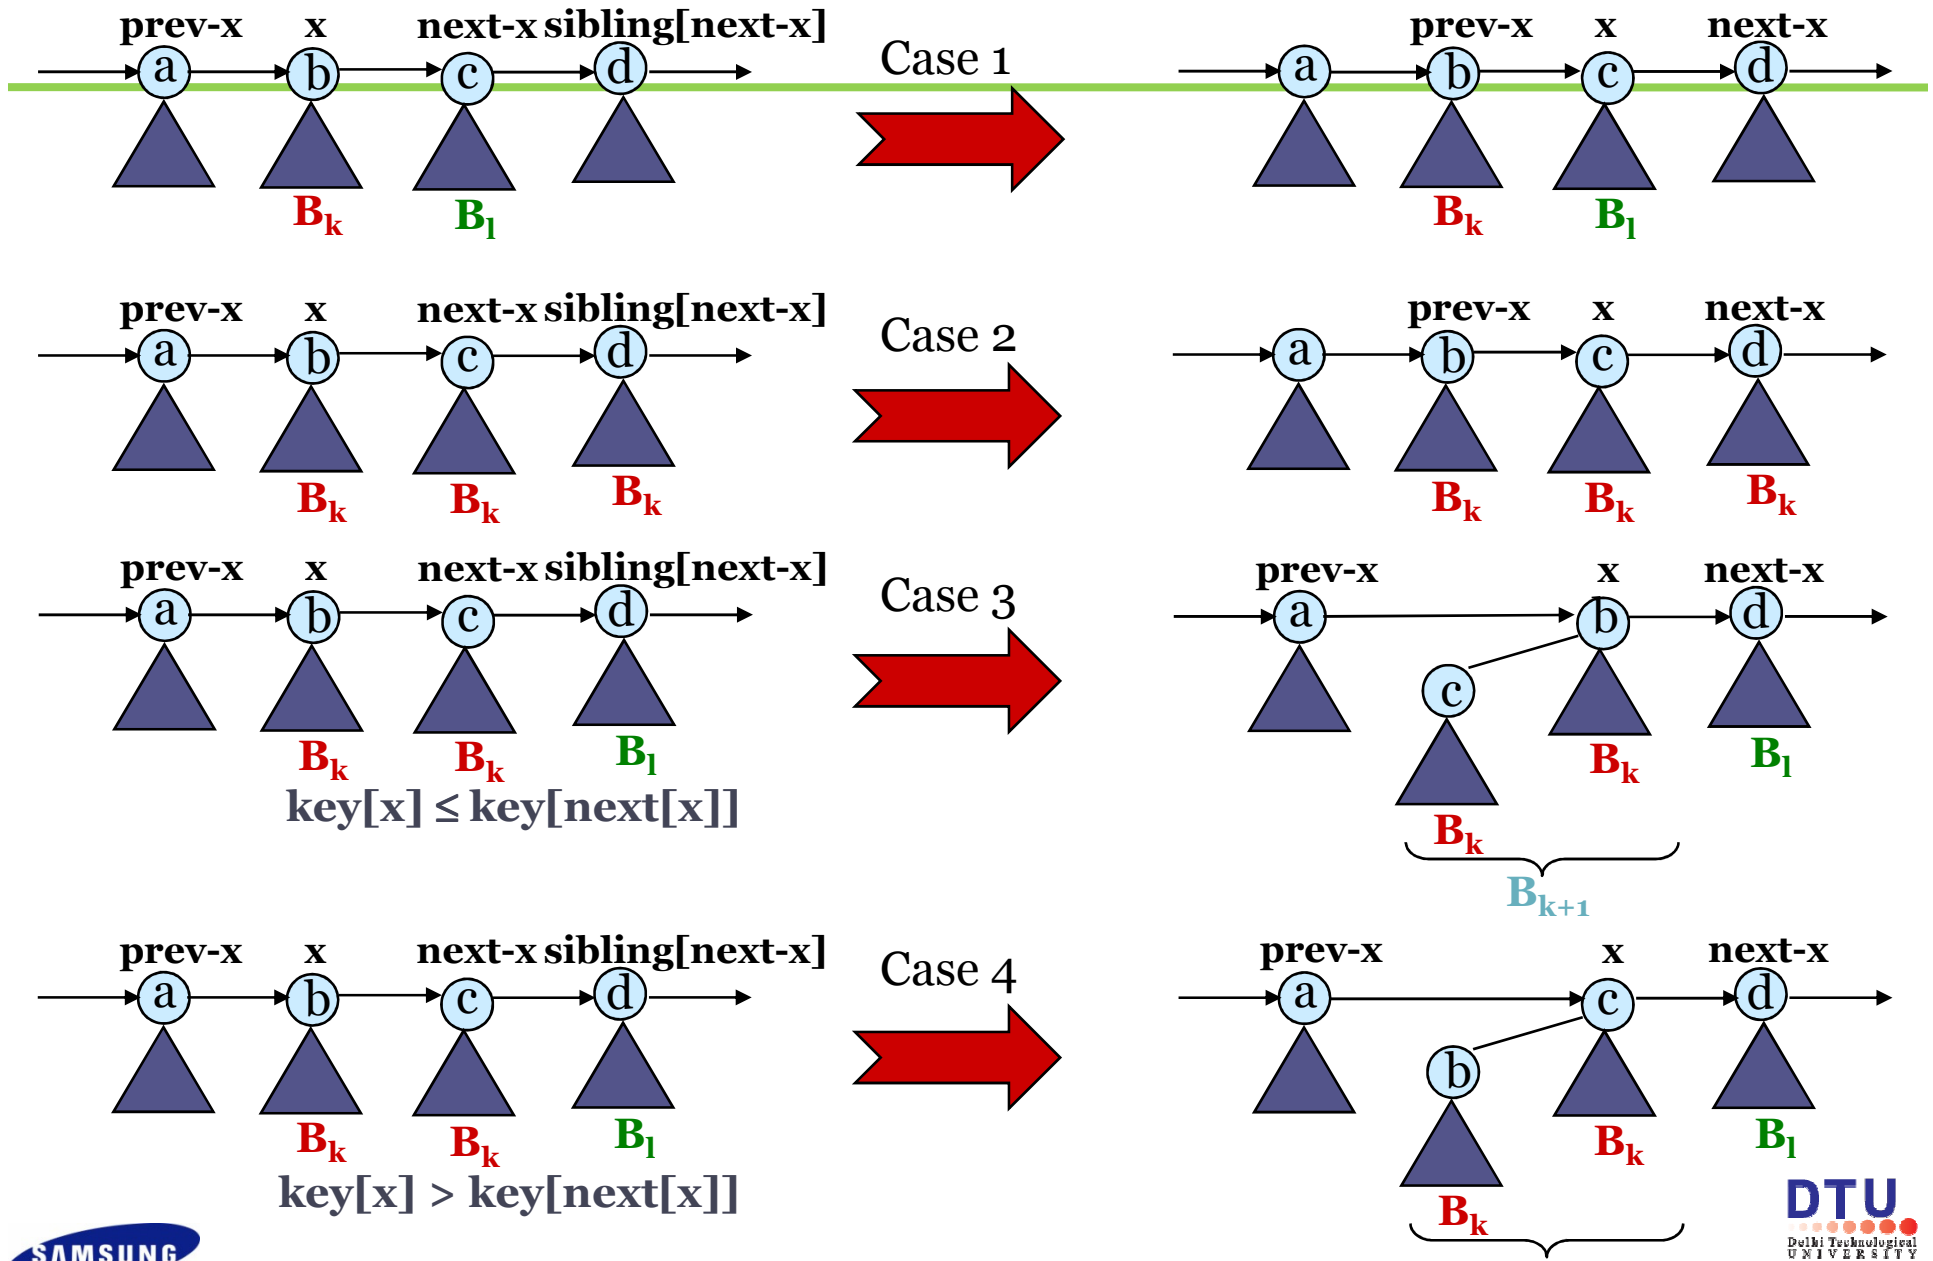 prev-x x next-x sibling[next-x] Case 1 prev-x x next-x
a b c d a b c d
Bk Bl Bk Bl
prev-x x next-x sibling[next-x] Case 2 prev-x x next-x
a b c d a b c d
Bk Bk Bk Bk Bk Bk
prev-x x next-x sibling[next-x] Case 3 prev-x x next-x
a b c d a b d
c
Bk Bk Bl Bk Bl
key[x] ≤ key[next[x]]
Bk
Bk+1
prev-x x next-x sibling[next-x] Case 4 prev-x x next-x
a b c d a c d
b
Bk Bk Bl Bk Bl
key[x] > key[next[x]]
Bk
DTU
Delhi Technological
UNIVERSITY
SAMSUNG